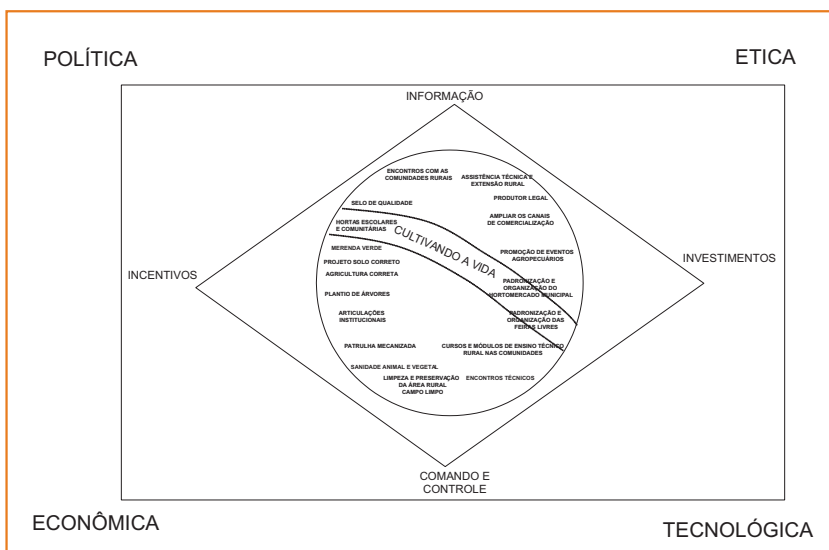 POLÍTICA
ETICA
INFORMAÇÃO
ENCONTROS COM AS
COMUNIDADES RURAIS
ASSISTÊNCIA TÉCNICA E
EXTENSÃO RURAL
PRODUTOR LEGAL
SELO DE QUALIDADE
AMPLIAR OS CANAIS
DE COMERCIALIZAÇÃO
HORTAS ESCOLARES
E COMUNITÁRIAS
CULTIVANDO A VIDA
MERENDA VERDE
PROMOÇÃO DE EVENTOS
AGROPECUÁRIOS
PROJETO SOLO CORRETO
AGRICULTURA CORRETA
INCENTIVOS
INVESTIMENTOS
PADRONIZAÇÃO E
ORGANIZAÇÃO DO
HORTOMERCADO MUNICIPAL
PLANTIO DE ÁRVORES
ARTICULAÇÕES
INSTITUCIONAIS
PADRONIZAÇÃO E
ORGANIZAÇÃO DAS
FEIRAS LIVRES
PATRULHA MECANIZADA
CURSOS E MÓDULOS DE ENSINO TÉCNICO
RURAL NAS COMUNIDADES
SANIDADE ANIMAL E VEGETAL
LIMPEZA E PRESERVAÇÃO
DA ÁREA RURAL
CAMPO LIMPO
ENCONTROS TÉCNICOS
COMANDO E
CONTROLE
ECONÔMICA
TECNOLÓGICA